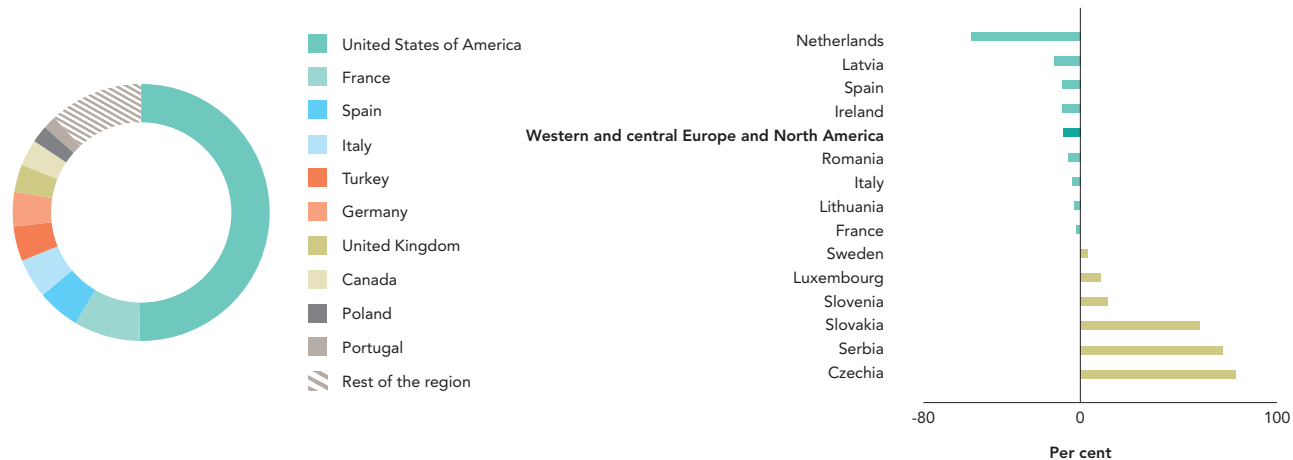 United States of America
France
Spain
Italy
Turkey
Germany
United Kingdom
Canada
Poland
Portugal
Rest of the region
Netherlands
Latvia
Spain
Ireland
Western and central Europe and North America
Romania
Italy
Lithuania
France
Sweden
Luxembourg
Slovenia
Slovakia
Serbia
Czechia
-80 0 100
Per cent